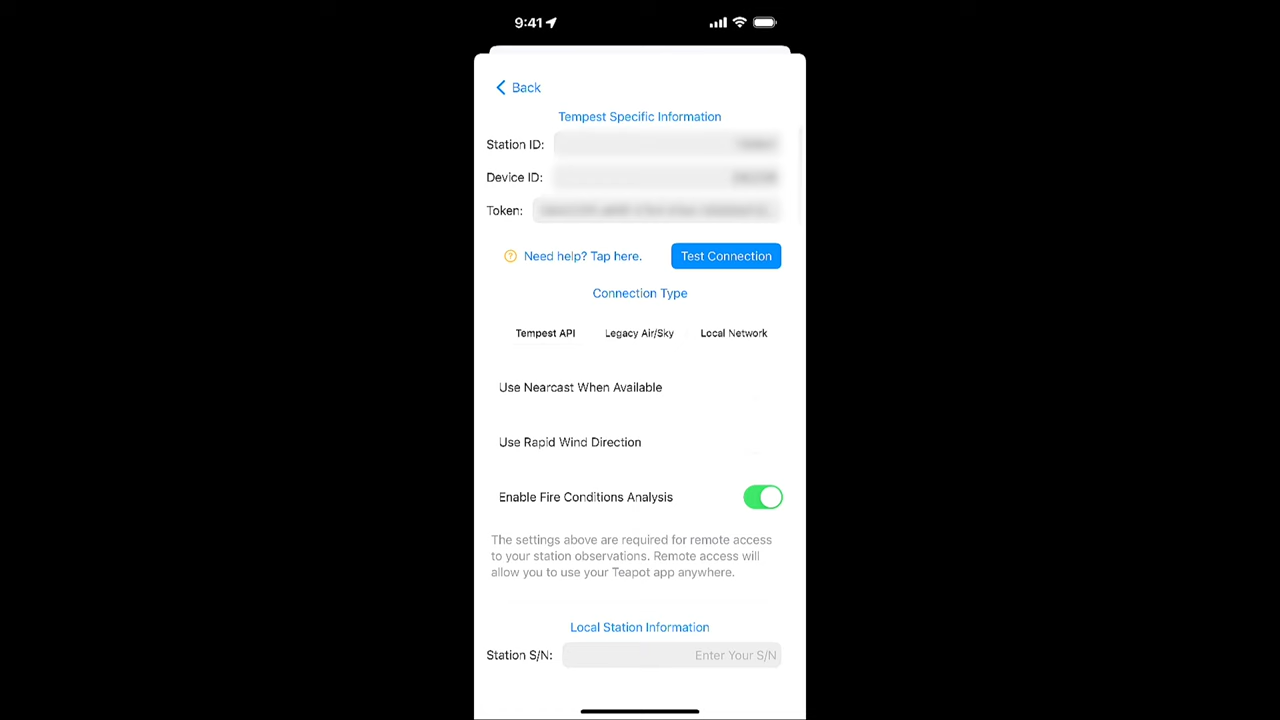 9:41
Back
Tempest Specific Information
Station ID:
Device ID:
Token:
Need help? Tap here.
Test Connection
Connection Type
Tempest API Legacy Air/Sky Local Network
Use Nearcast When Available
Use Rapid Wind Direction
Enable Fire Conditions Analysis
The settings above are required for remote access
to your station observations. Remote access will
allow you to use your Teapot app anywhere.
Local Station Information
Station S/N: Enter Your S/N